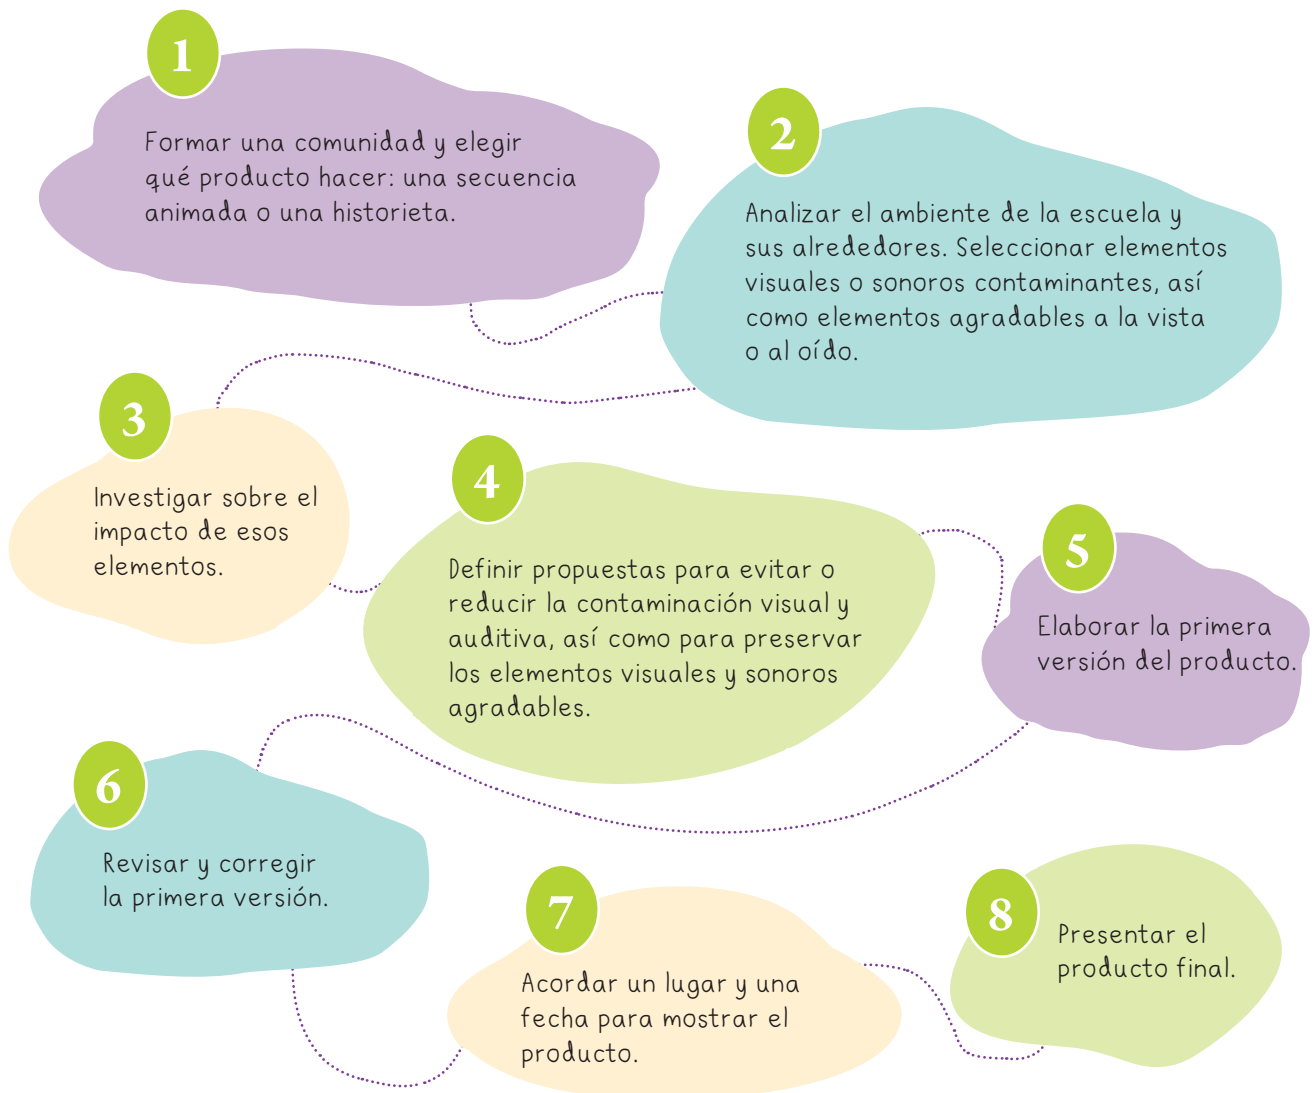 1
Formar una comunidad y elegir
qué producto hacer: una secuencia
animada o una historieta.
2
Analizar el ambiente de la escuela y
sus alrededores. Seleccionar elementos
visuales o sonoros contaminantes, así
como elementos agradables a la vista
o al oído.
3
Investigar sobre el
impacto de esos
elementos.
4
Definir propuestas para evitar o
reducir la contaminación visual y
auditiva, así como para preservar
los elementos visuales y sonoros
agradables.
5
Elaborar la primera
versión del producto.
6
Revisar y corregir
la primera versión.
7
Acordar un lugar y una
fecha para mostrar el
producto.
8
Presentar el
producto final.